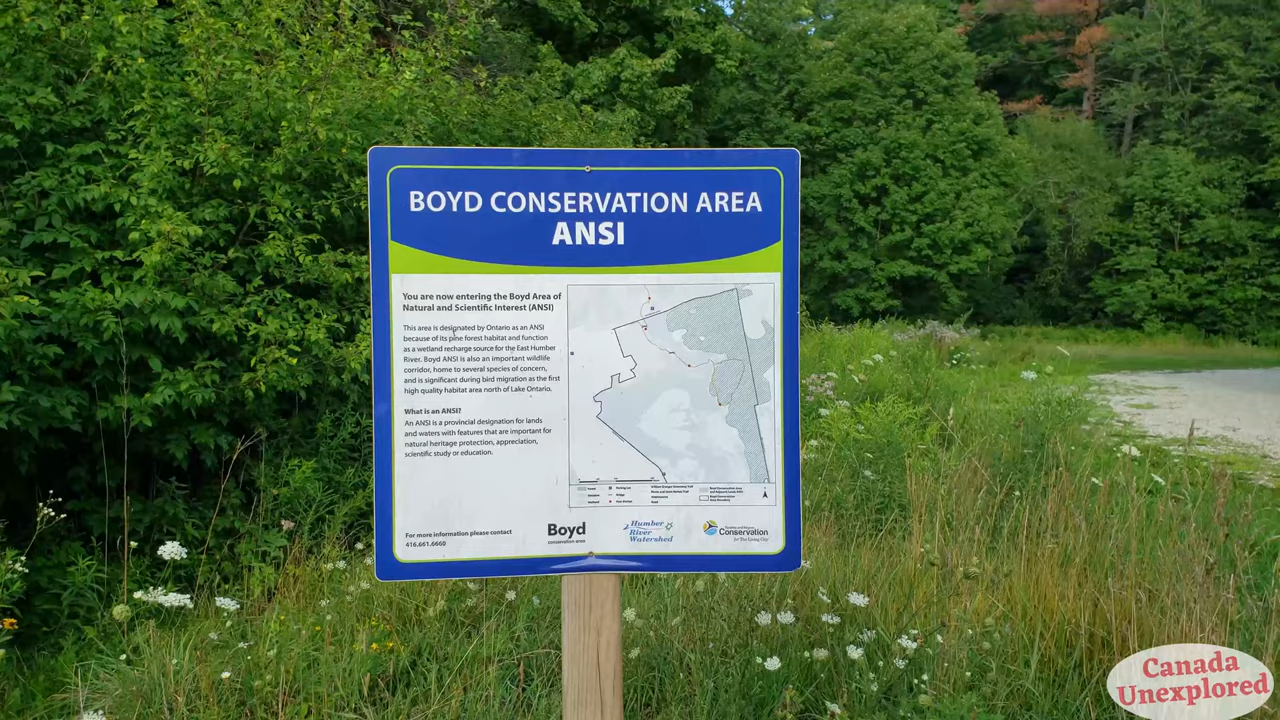 BOYD CONSERVATION AREA
ANSI
You are now entering the Boyd Area of
Natural and Scientific Interest (ANSI)
This area is designated by Ontario as an ANSI
because of its pine forest habitat and function
as a wetland recharge source for the East Humber
River. Boyd ANSI is also an important wildlife
corridor, home to several species of concern,
and is significant during bird migration as the first
high quality habitat area north of Lake Ontario.
What is an ANSI?
An ANSI is a provincial designation for lands
and waters with features that are important for
natural heritage protection, appreciation,
scientific study or education.
For more information please contact
416.661.6660
Boyd
conservation area
Humber
River
Watershed
Conservation
for The Living City
Canada
Unexplored